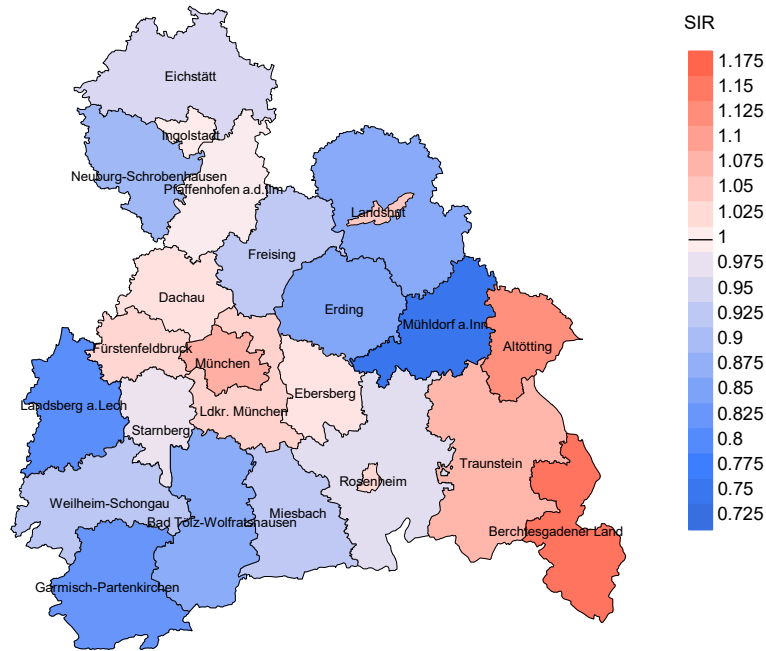 SIR
1.175
1.15
1.125
1.1
1.075
1.05
1.025
1
0.975
0.95
0.925
0.9
0.875
0.85
0.825
0.8
0.775
0.75
0.725
Eichstätt
Ingolstadt
Neuburg-Schrobenhausen
Pfaffenhofen a.d.Ilm
Landshut
Freising
Dachau
Erding
Mühldorf a.Inn
Altötting
Fürstenfeldbruck
München
Ebersberg
Landsberg a.Lech
Ldkr. München
Starnberg
Traunstein
Rosenheim
Weilheim-Schongau
Miesbach
Bad Tölz-Wolfratshausen
Berchtesgadener Land
Garmisch-Partenkirchen